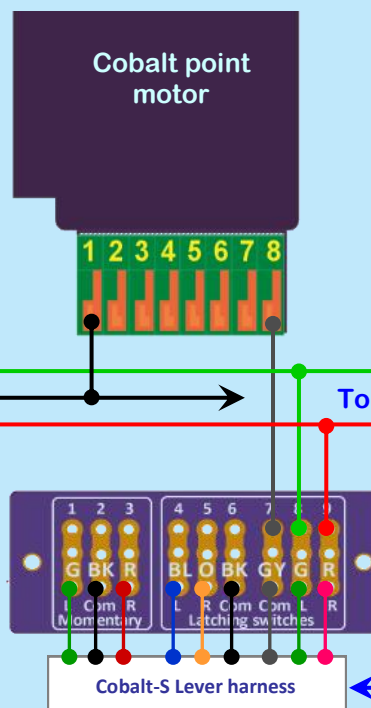 Cobalt point
motor
1 2 3 4 5 6 7 8
To
1 2 3 4 5 6 7 8 9
G BK R BL O BK GY G R
L Com R L R Com Com L R
Momentary Latching switches
Cobalt-S Lever harness